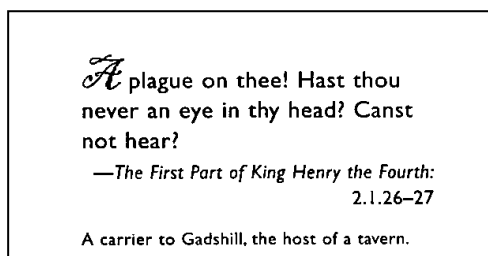 A plague on thee! Hast thou
never an eye in thy head? Canst
not hear?
—The First Part of King Henry the Fourth:
2.1.26–27
A carrier to Gadshill, the host of a tavern.